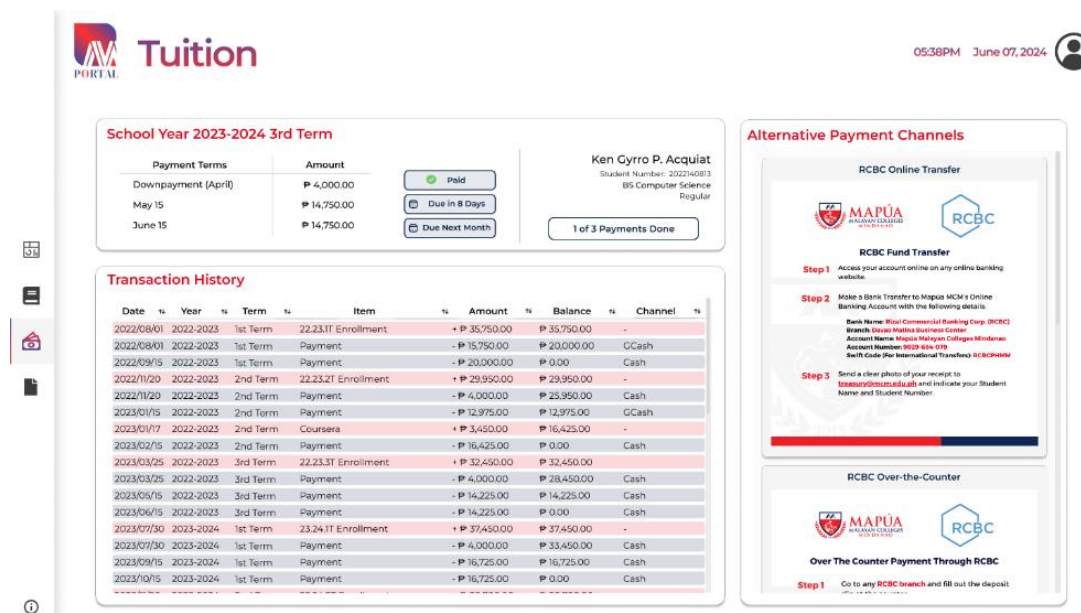 PORTAL
Tuition
05:38PM June 07, 2024
School Year 2023-2024 3rd Term
Payment Terms Amount
Downpayment (April) ₱ 4,000.00 Paid
May 15 ₱ 14,750.00 Due in 8 Days
June 15 ₱ 14,750.00 Due Next Month
Ken Gyrro P. Acquiat
Student Number: 2022140813
BS Computer Science
Regular
1 of 3 Payments Done
Transaction History
Date Year Term Item Amount Balance Channel
2022/08/01 2022-2023 1st Term 22.23.1T Enrollment + ₱ 35,750.00 ₱ 35,750.00 -
2022/08/01 2022-2023 1st Term Payment - ₱ 15,750.00 ₱ 20,000.00 GCash
2022/09/15 2022-2023 1st Term Payment - ₱ 20,000.00 ₱ 0.00 Cash
2022/11/20 2022-2023 2nd Term 22.23.2T Enrollment + ₱ 29,950.00 ₱ 29,950.00 -
2022/11/20 2022-2023 2nd Term Payment - ₱ 4,000.00 ₱ 25,950.00 Cash
2023/01/15 2022-2023 2nd Term Payment - ₱ 12,975.00 ₱ 12,975.00 GCash
2023/01/17 2022-2023 2nd Term Coursera + ₱ 3,450.00 ₱ 16,425.00 -
2023/02/15 2022-2023 2nd Term Payment - ₱ 16,425.00 ₱ 0.00 Cash
2023/03/25 2022-2023 3rd Term 22.23.3T Enrollment + ₱ 32,450.00 ₱ 32,450.00
2023/03/25 2022-2023 3rd Term Payment - ₱ 4,000.00 ₱ 28,450.00 Cash
2023/05/15 2022-2023 3rd Term Payment - ₱ 14,225.00 ₱ 14,225.00 Cash
2023/06/15 2022-2023 3rd Term Payment - ₱ 14,225.00 ₱ 0.00 Cash
2023/07/30 2023-2024 1st Term 23.24.1T Enrollment + ₱ 37,450.00 ₱ 37,450.00 -
2023/07/30 2023-2024 1st Term Payment - ₱ 4,000.00 ₱ 33,450.00 Cash
2023/09/15 2023-2024 1st Term Payment - ₱ 16,725.00 ₱ 16,725.00 Cash
2023/10/15 2023-2024 1st Term Payment - ₱ 16,725.00 ₱ 0.00 Cash
Alternative Payment Channels
RCBC Online Transfer
MAPÚA
MALAYAN COLLEGES
MINDANAO
RCBC
RCBC Fund Transfer
Step 1 Access your account online on any online banking
website.
Step 2 Make a Bank Transfer to Mapúa MCM's Online
Banking Account with the following details.
Bank Name: Rizal Commercial Banking Corp. (RCBC)
Branch: Davao Matina Business Center
Account Name: Mapúa Malayan Colleges Mindanao
Account Number: 9029-654-079
Swift Code (For International Transfers): RCBCPHMM
Step 3 Send a clear photo of your receipt to
treasury@mcm.edu.ph and indicate your Student
Name and Student Number.
RCBC Over-the-Counter
MAPÚA
MALAYAN COLLEGES
MINDANAO
RCBC
Over The Counter Payment Through RCBC
Step 1 Go to any RCBC branch and fill out the deposit